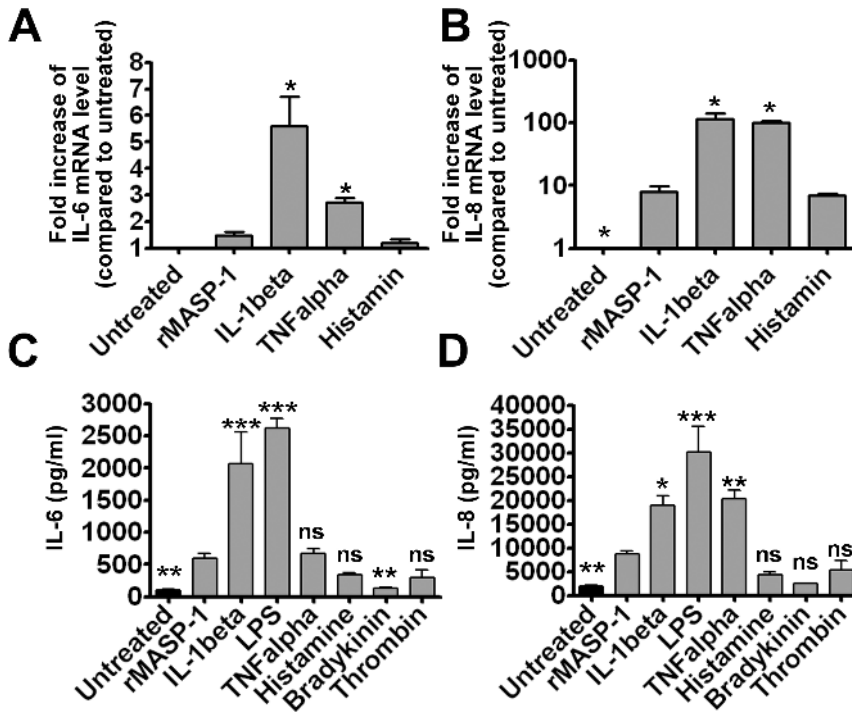 A
Fold increase of
IL-6 mRNA level
(compared to untreated)
8
7
6
5
4
3
2
1
*
*
Untreated
rMASP-1
IL-1beta
TNFalpha
Histamin
B
Fold increase of
IL-8 mRNA level
(compared to untreated)
1000
100
10
1
*
*
*
Untreated
rMASP-1
IL-1beta
TNFalpha
Histamin
C
IL-6 (pg/ml)
3000
2500
2000
1500
1000
500
0
**
***
***
ns
ns
**
ns
Untreated
rMASP-1
IL-1beta
LPS
TNFalpha
Histamine
Bradykinin
Thrombin
D
IL-8 (pg/ml)
40000
35000
30000
25000
20000
15000
10000
5000
0
**
*
***
**
ns
ns
ns
Untreated
rMASP-1
IL-1beta
LPS
TNFalpha
Histamine
Bradykinin
Thrombin